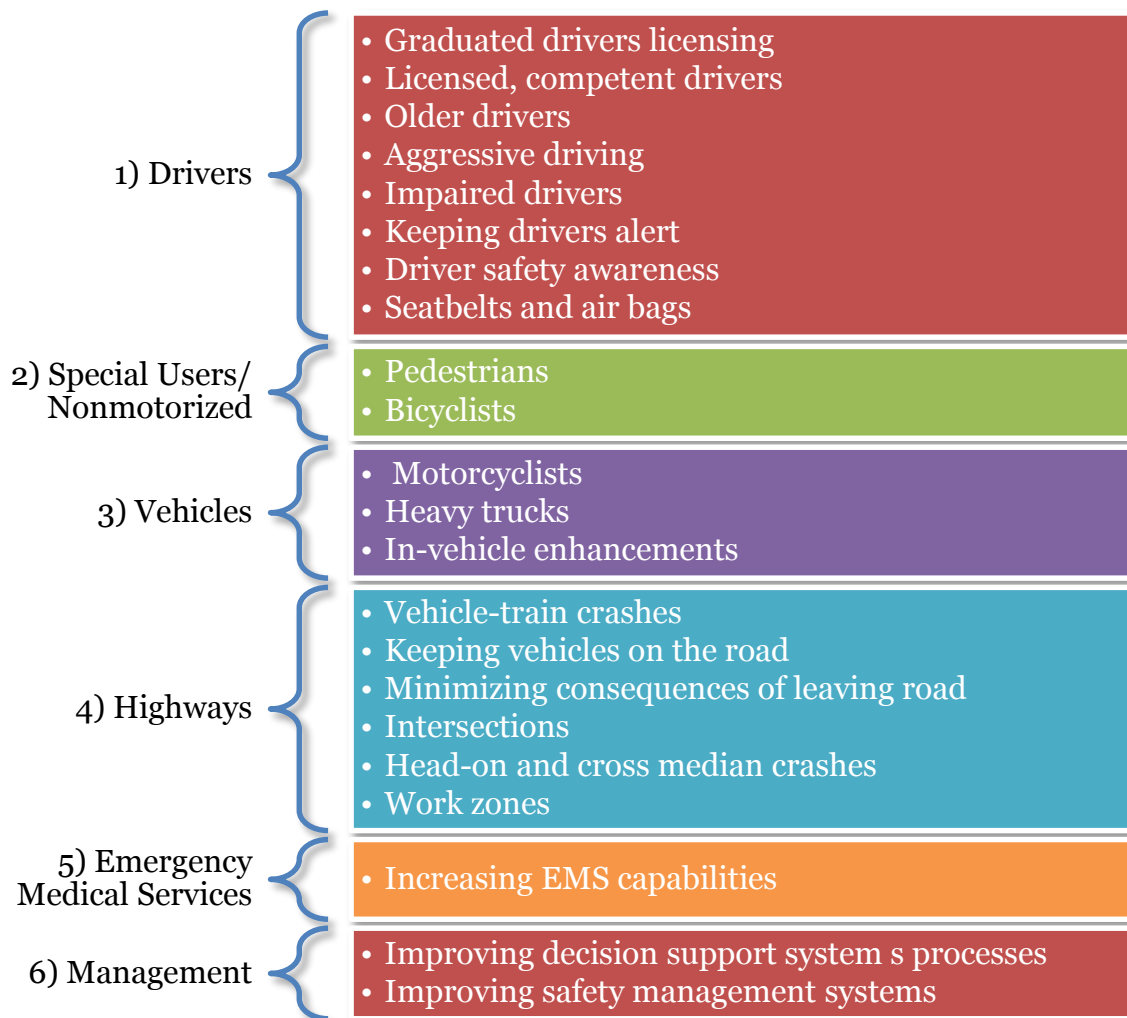 1) Drivers
• Graduated drivers licensing
• Licensed, competent drivers
• Older drivers
• Aggressive driving
• Impaired drivers
• Keeping drivers alert
• Driver safety awareness
• Seatbelts and air bags
2) Special Users/
Nonmotorized
• Pedestrians
• Bicyclists
3) Vehicles
• Motorcyclists
• Heavy trucks
• In-vehicle enhancements
4) Highways
• Vehicle-train crashes
• Keeping vehicles on the road
• Minimizing consequences of leaving road
• Intersections
• Head-on and cross median crashes
• Work zones
5) Emergency
Medical Services
• Increasing EMS capabilities
6) Management
• Improving decision support system s processes
• Improving safety management systems